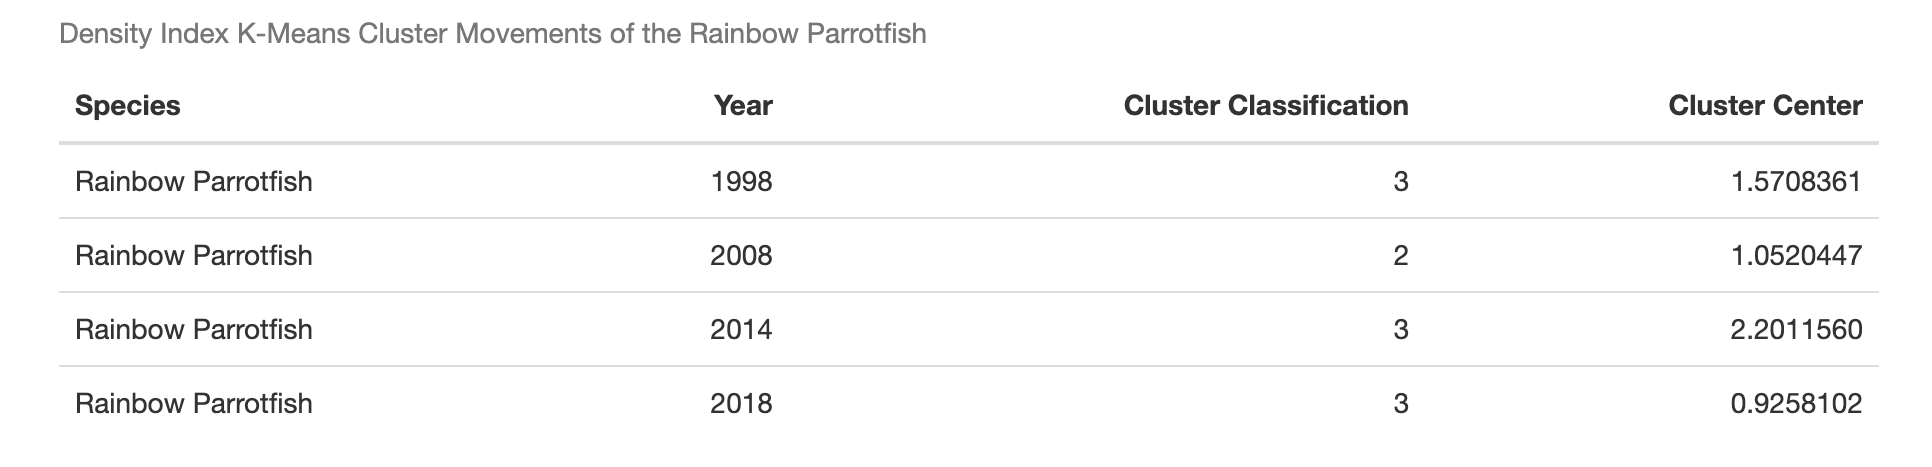 Density Index K-Means Cluster Movements of the Rainbow Parrotfish
Species Year Cluster Classification Cluster Center
Rainbow Parrotfish 1998 3 1.5708361
Rainbow Parrotfish 2008 2 1.0520447
Rainbow Parrotfish 2014 3 2.2011560
Rainbow Parrotfish 2018 3 0.9258102